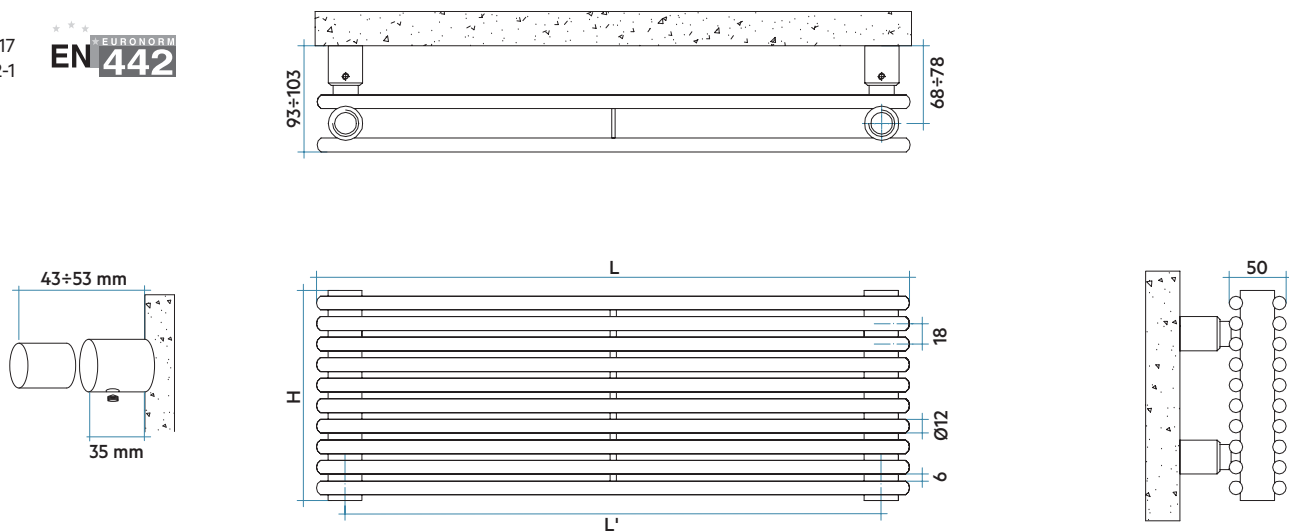 17
2-1
EURONORM
EN 442
93÷103
68÷78
43÷53 mm
35 mm
L
H
18
Ø12
6
L'
50